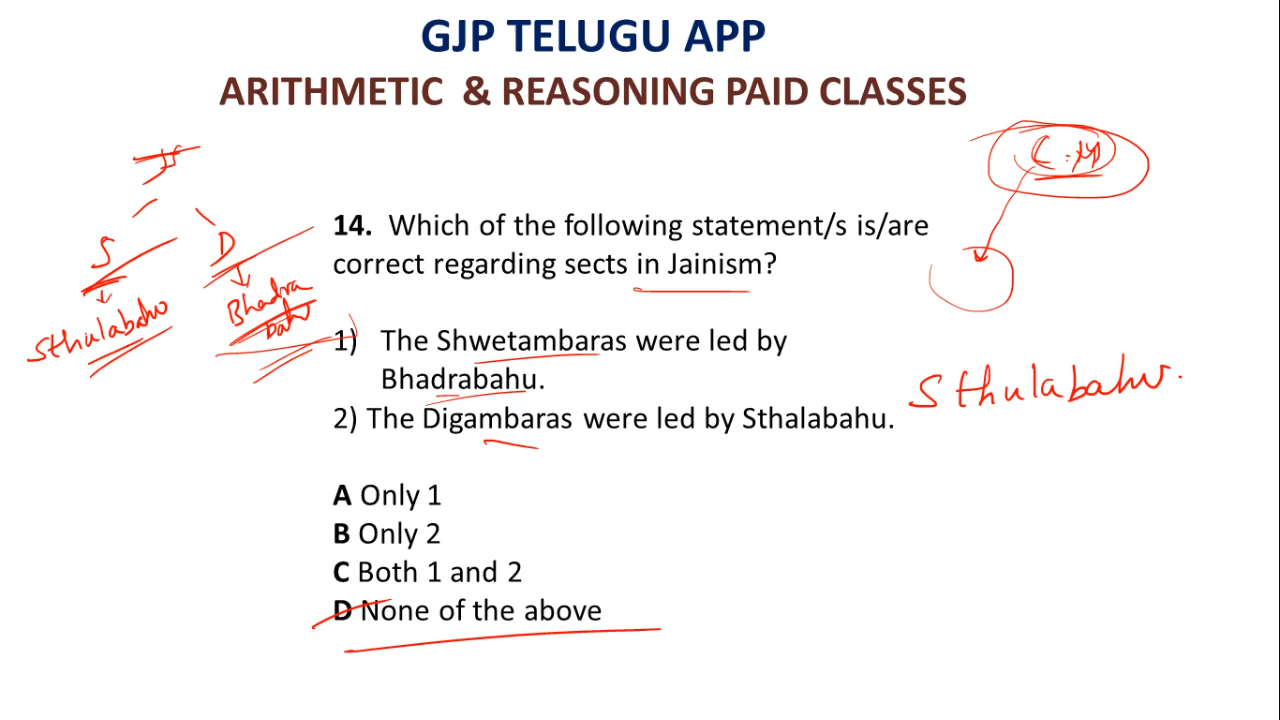 GJP TELUGU APP
ARITHMETIC & REASONING PAID CLASSES
14. Which of the following statement/s is/are
correct regarding sects in Jainism?
1) The Shwetambaras were led by
Bhadrabahu.
2) The Digambaras were led by Sthalabahu.
A Only 1
B Only 2
C Both 1 and 2
D None of the above
S D
Sthulabahu
Bhadra
bahu
Sthulabahu.